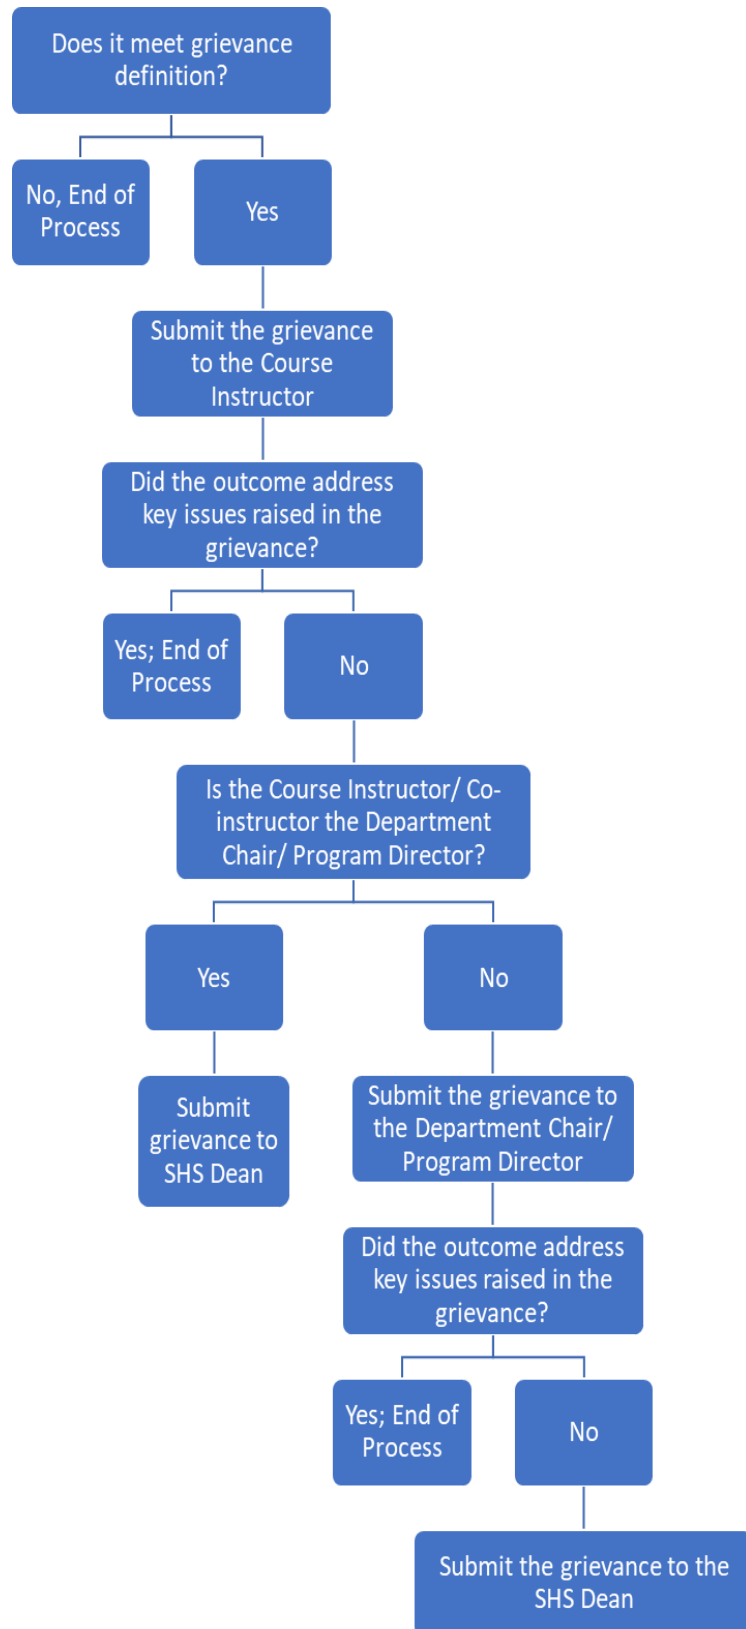 Does it meet grievance
definition?
No, End of
Process
Yes
Submit the grievance
to the Course
Instructor
Did the outcome address
key issues raised in the
grievance?
Yes; End of
Process
No
Is the Course Instructor/ Co-
instructor the Department
Chair/ Program Director?
Yes
No
Submit
grievance to
SHS Dean
Submit the grievance to
the Department Chair/
Program Director
Did the outcome address
key issues raised in the
grievance?
Yes; End of
Process
No
Submit the grievance to the
SHS Dean